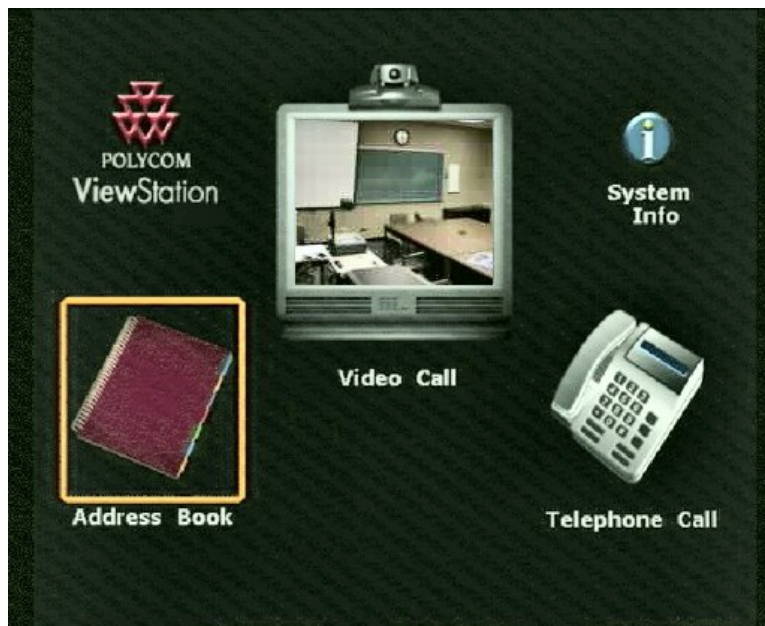 POLYCOM
ViewStation
System
Info
Video Call
Address Book
Telephone Call